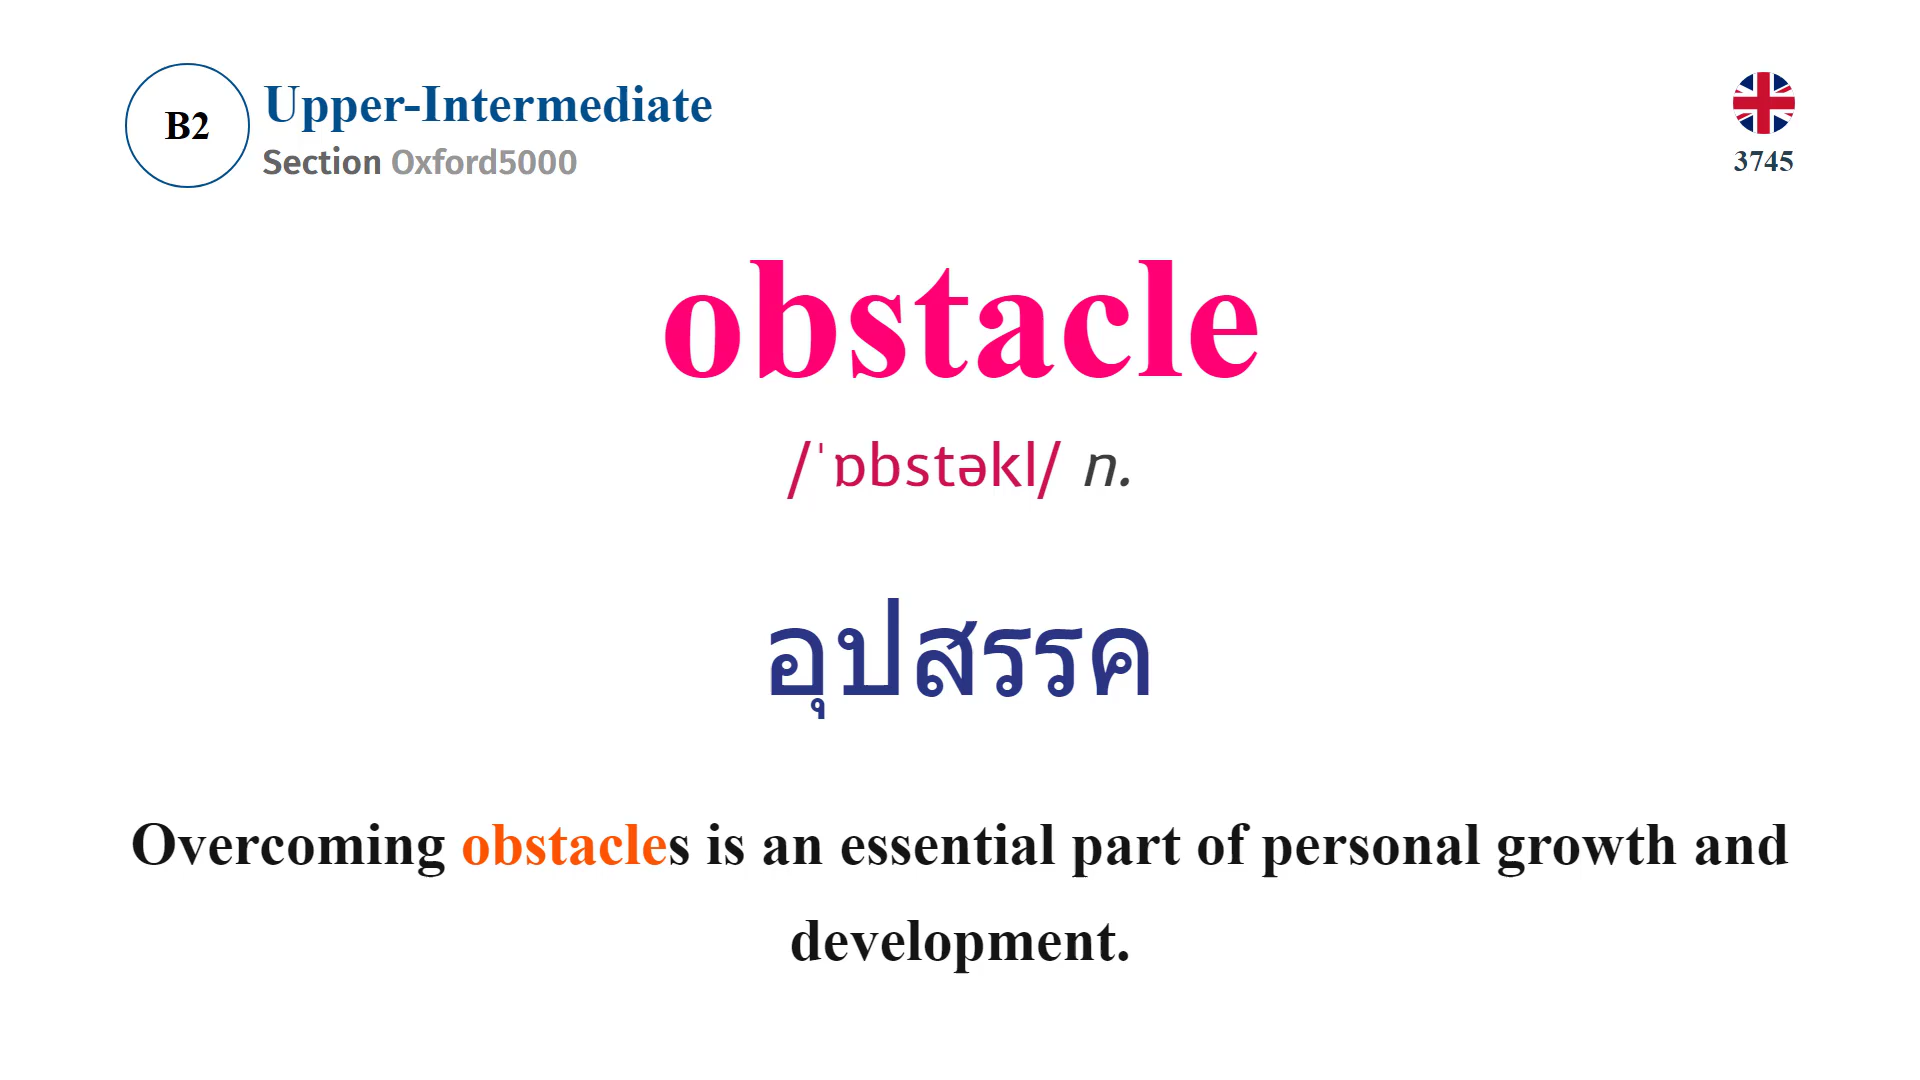 B2
Upper-Intermediate
Section Oxford5000
3745
obstacle
/ˈɒbstəkl/ n.
อุปสรรค
Overcoming obstacles is an essential part of personal growth and
development.